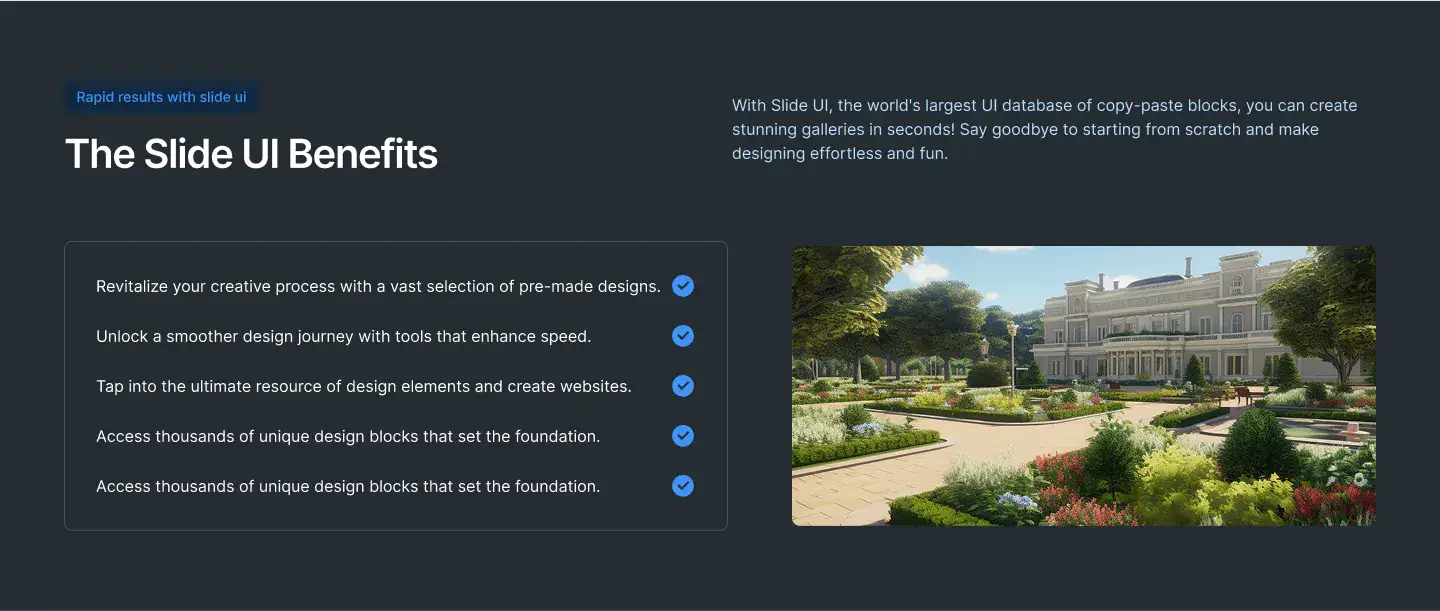 Rapid results with slide ui
The Slide UI Benefits
With Slide UI, the world's largest UI database of copy-paste blocks, you can create
stunning galleries in seconds! Say goodbye to starting from scratch and make
designing effortless and fun.
Revitalize your creative process with a vast selection of pre-made designs.
Unlock a smoother design journey with tools that enhance speed.
Tap into the ultimate resource of design elements and create websites.
Access thousands of unique design blocks that set the foundation.
Access thousands of unique design blocks that set the foundation.